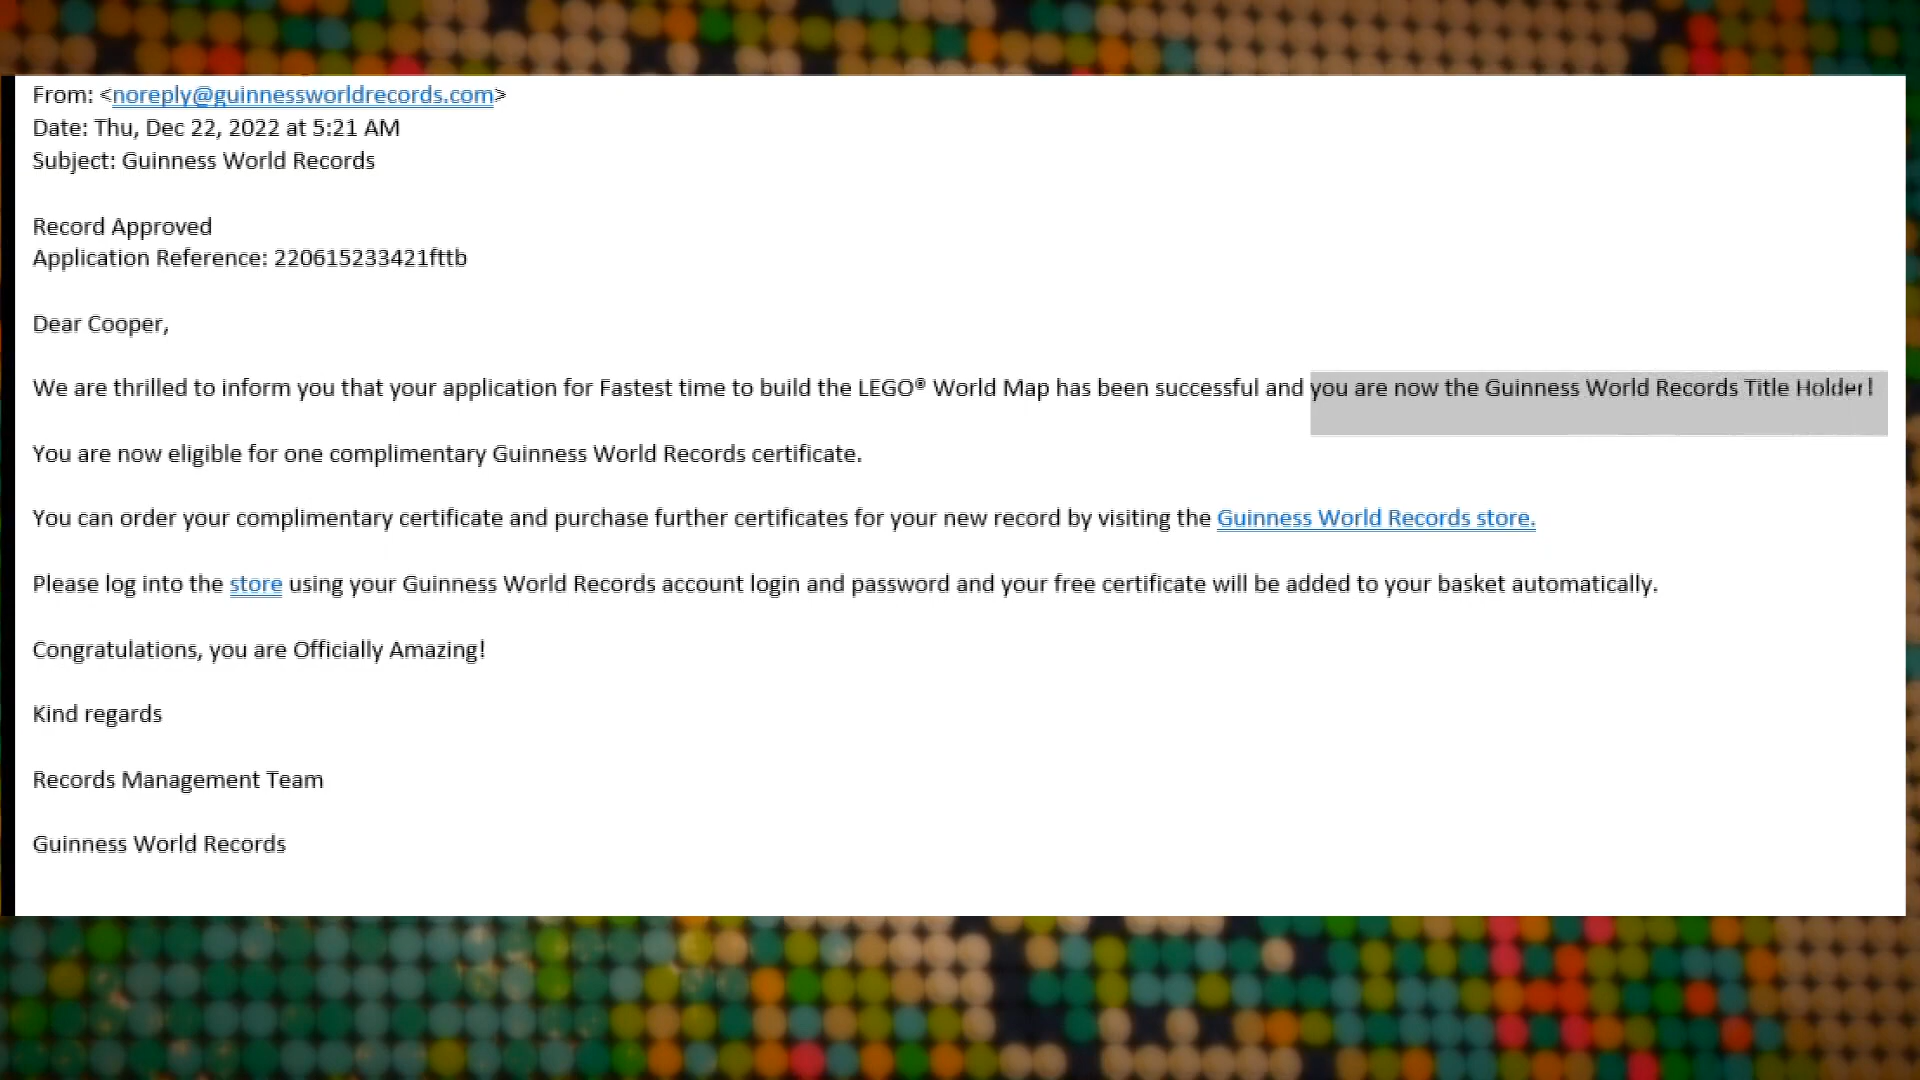 From: <noreply@guinnessworldrecords.com>
Date: Thu, Dec 22, 2022 at 5:21 AM
Subject: Guinness World Records
Record Approved
Application Reference: 220615233421fttb
Dear Cooper,
We are thrilled to inform you that your application for Fastest time to build the LEGO® World Map has been successful and you are now the Guinness World Records Title Holder!
You are now eligible for one complimentary Guinness World Records certificate.
You can order your complimentary certificate and purchase further certificates for your new record by visiting the Guinness World Records store.
Please log into the store using your Guinness World Records account login and password and your free certificate will be added to your basket automatically.
Congratulations, you are Officially Amazing!
Kind regards
Records Management Team
Guinness World Records